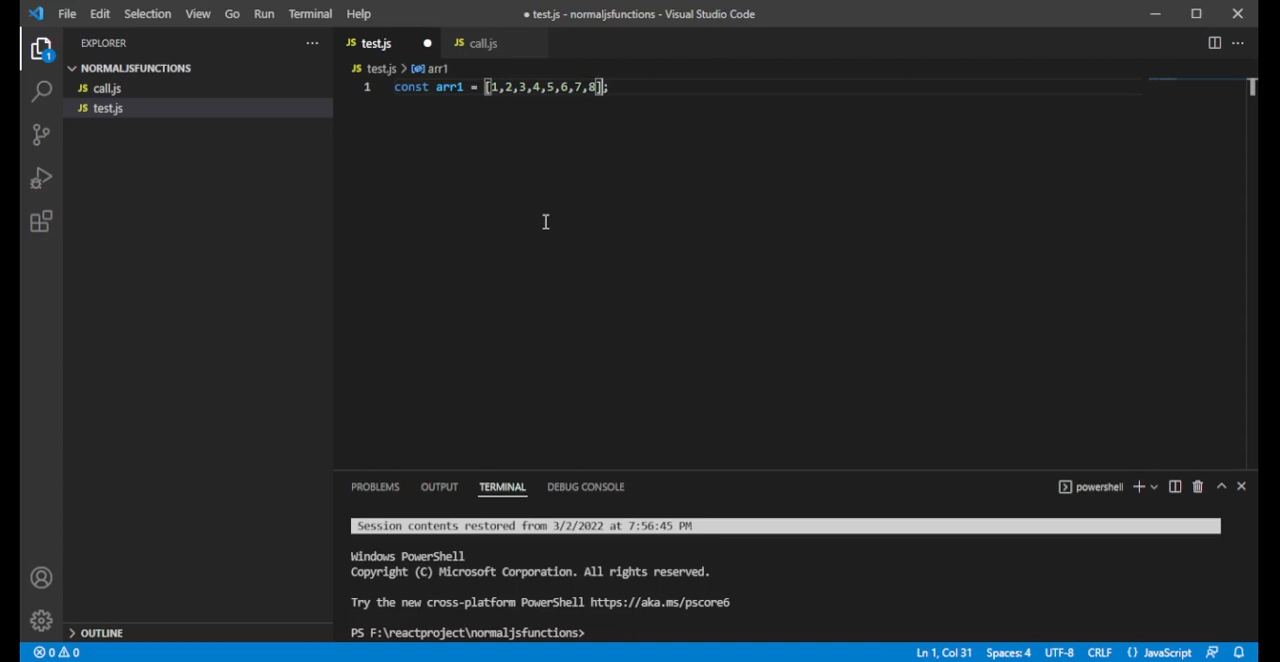 File Edit Selection View Go Run Terminal Help ● test.js - normaljsfunctions - Visual Studio Code
EXPLORER ···
JS test.js ●
JS call.js
1
NORMALJSFUNCTIONS
JS test.js > arr1
JS call.js
JS test.js
1 const arr1 = [1,2,3,4,5,6,7,8];
PROBLEMS OUTPUT TERMINAL DEBUG CONSOLE
powershell
Session contents restored from 3/2/2022 at 7:56:45 PM
Windows PowerShell
Copyright (C) Microsoft Corporation. All rights reserved.
Try the new cross-platform PowerShell https://aka.ms/pscore6
PS F:\reactproject\normaljsfunctions>
OUTLINE
0 0
Ln 1, Col 31 Spaces: 4 UTF-8 CRLF {} JavaScript